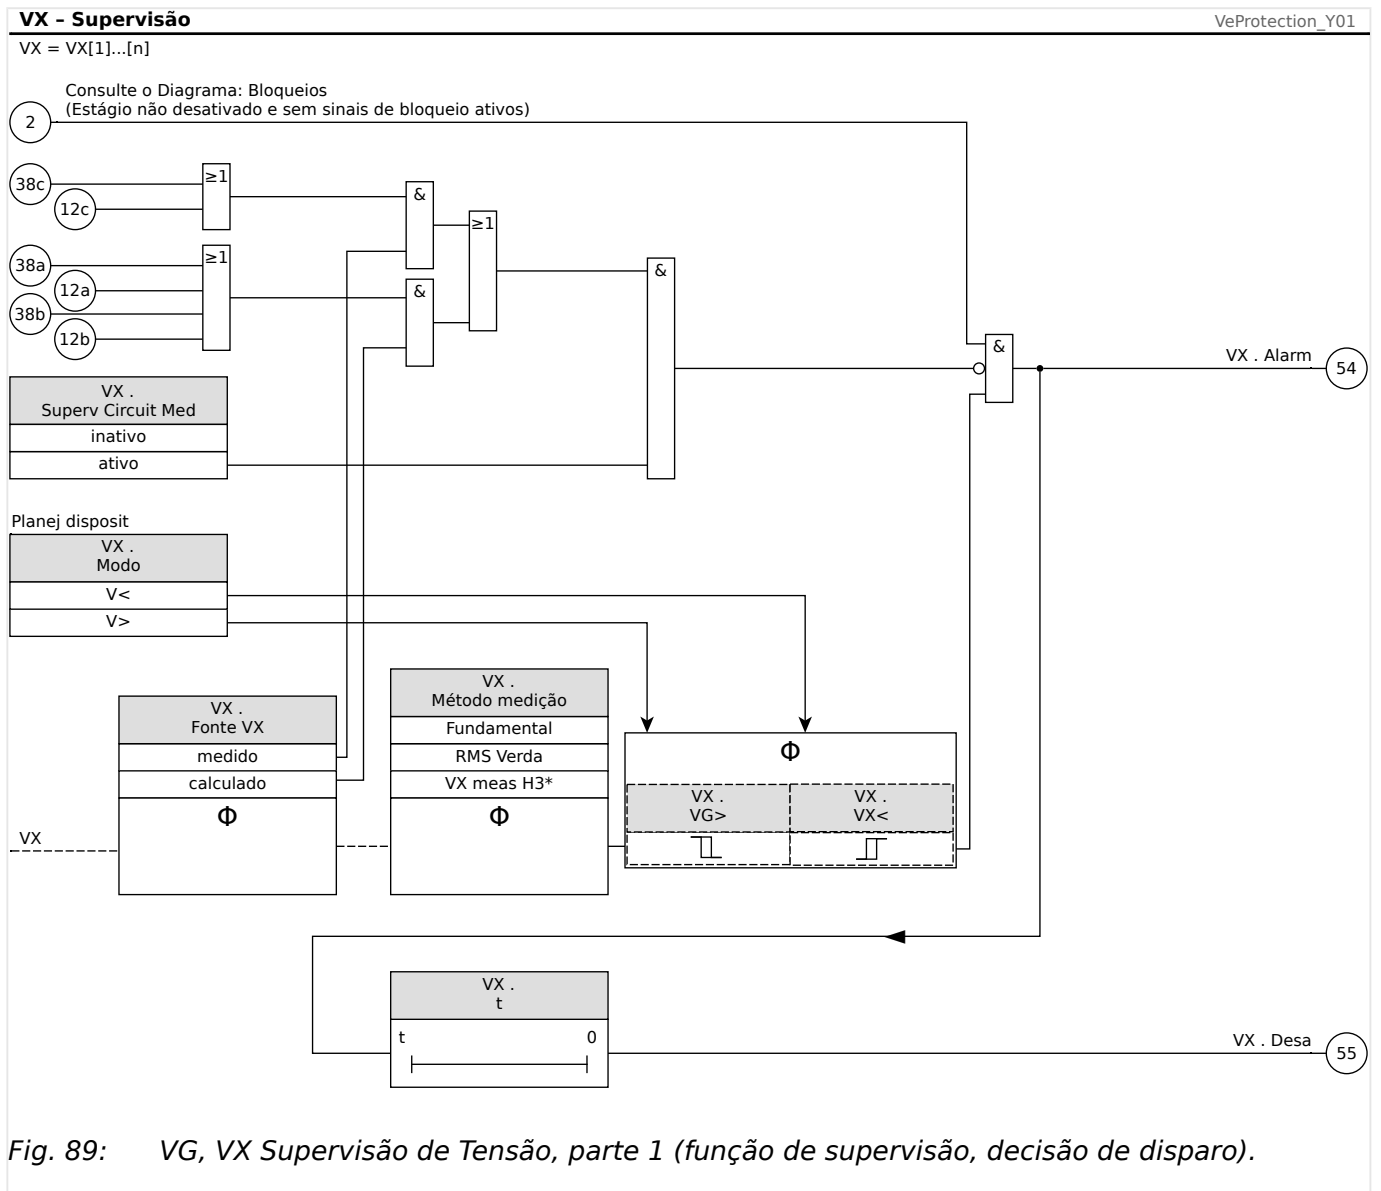 VX – Supervisão
VeProtection_Y01
VX = VX[1]...[n]
Consulte o Diagrama: Bloqueios
(Estágio não desativado e sem sinais de bloqueio ativos)
2
38c
12c
≥1
&
≥1
38a
12a
38b
12b
≥1
&
&
&
VX . Alarm
54
VX .
Superv Circuit Med
inativo
ativo
Planej disposit
VX .
Modo
V<
V>
VX .
Fonte VX
medido
calculado
Φ
VX
VX .
Método medição
Fundamental
RMS Verda
VX meas H3*
Φ
Φ
VX .
VG>
VX .
VX<
VX .
t
t
0
VX . Desa
55
Fig. 89: VG, VX Supervisão de Tensão, parte 1 (função de supervisão, decisão de disparo).